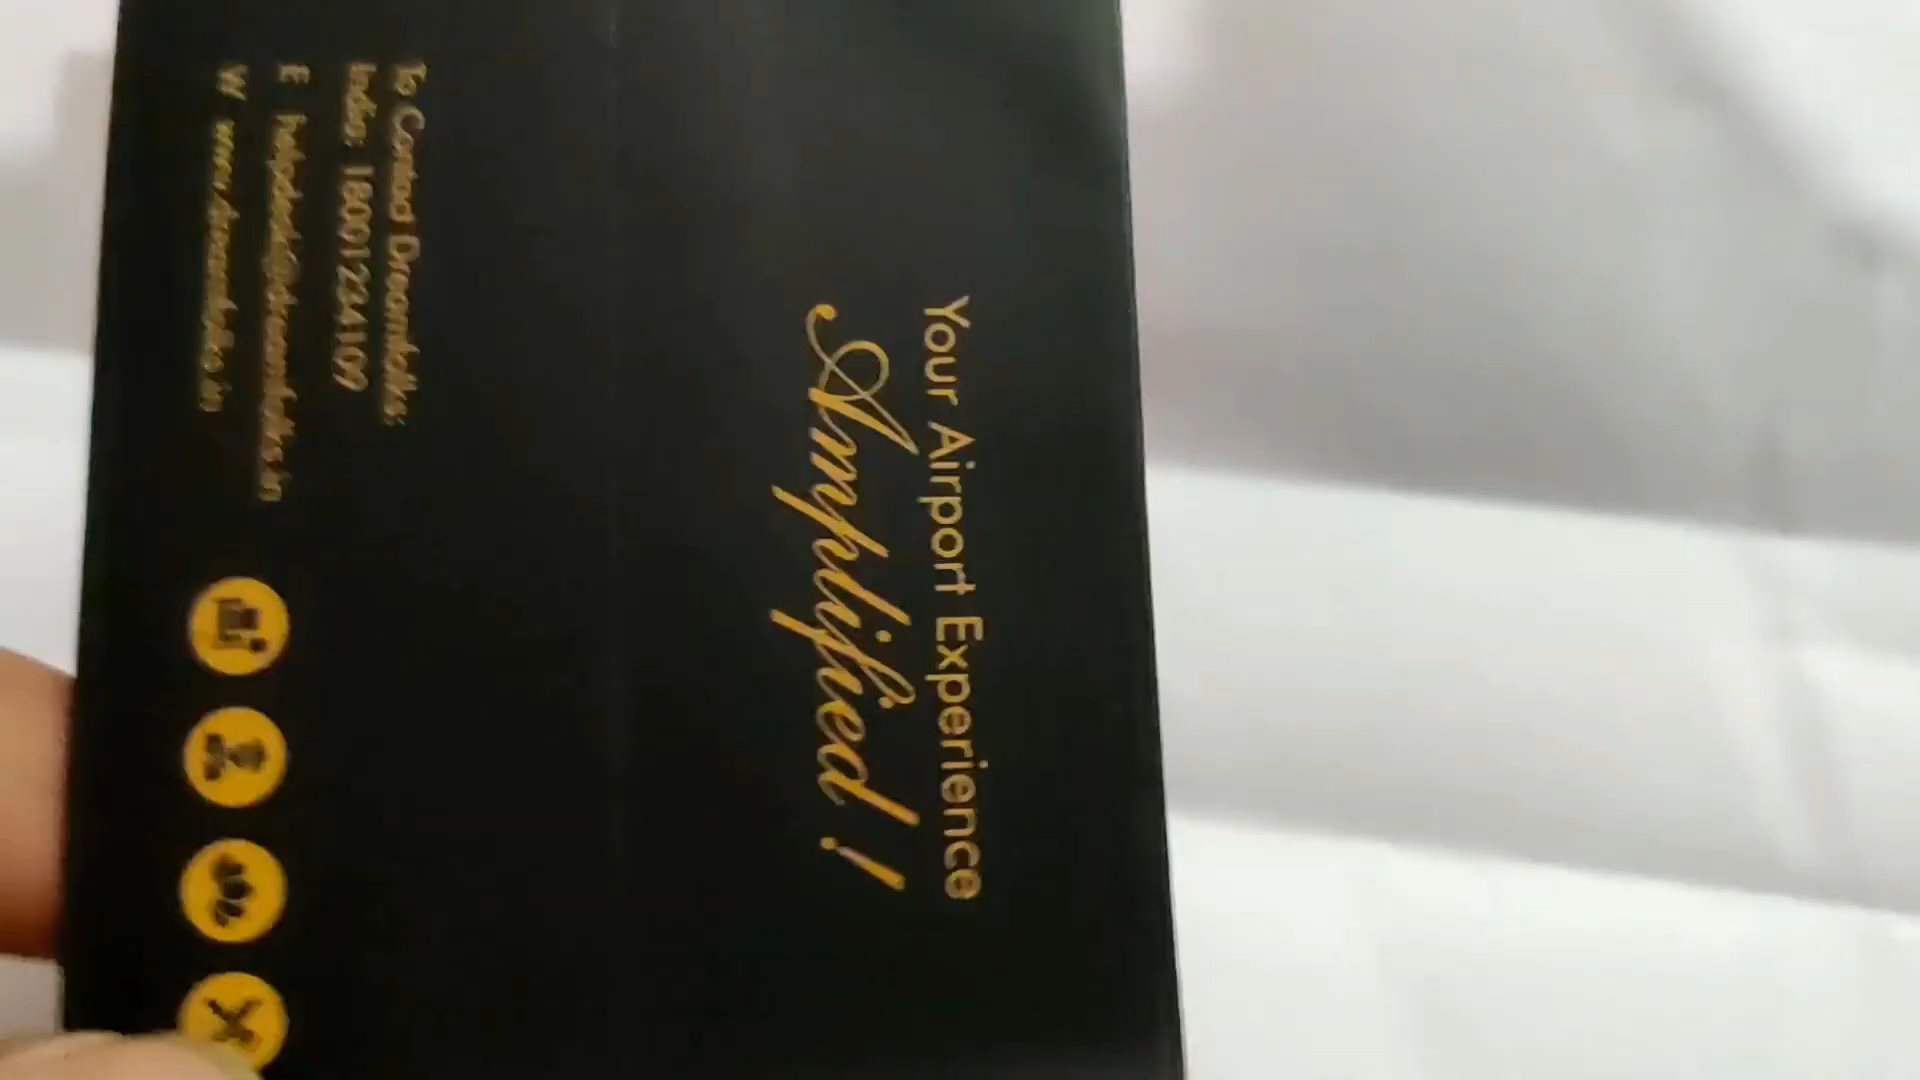 Your Airport Experience
Amplified !
To Contact Dreamfolks:
India: 18001234109
E helpdesk@dreamfolks.in
W www.dreamfolks.in